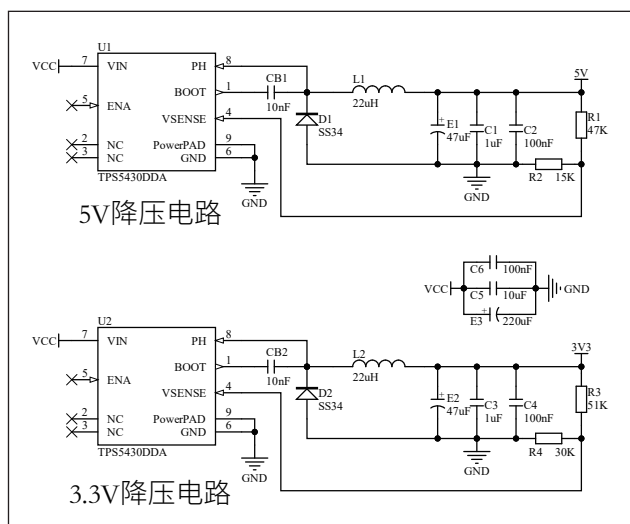 U1
VCC 7 VIN PH 8
BOOT 1 CB1 10nF L1 22uH 5V
5 ENA
VSENSE 4 D1 SS34 E1 47uF C1 1uF C2 100nF R1 47K
2 NC PowerPAD 9
3 NC GND 6
R2 15K
TPS5430DDA
GND
GND
5V降压电路
C6 100nF
VCC C5 10uF GND
E3 220uF
U2
VCC 7 VIN PH 8
BOOT 1 CB2 10nF L2 22uH 3V3
5 ENA
VSENSE 4 D2 SS34 E2 47uF C3 1uF C4 100nF R3 51K
2 NC PowerPAD 9
3 NC GND 6
R4 30K
TPS5430DDA
GND
GND
3.3V降压电路